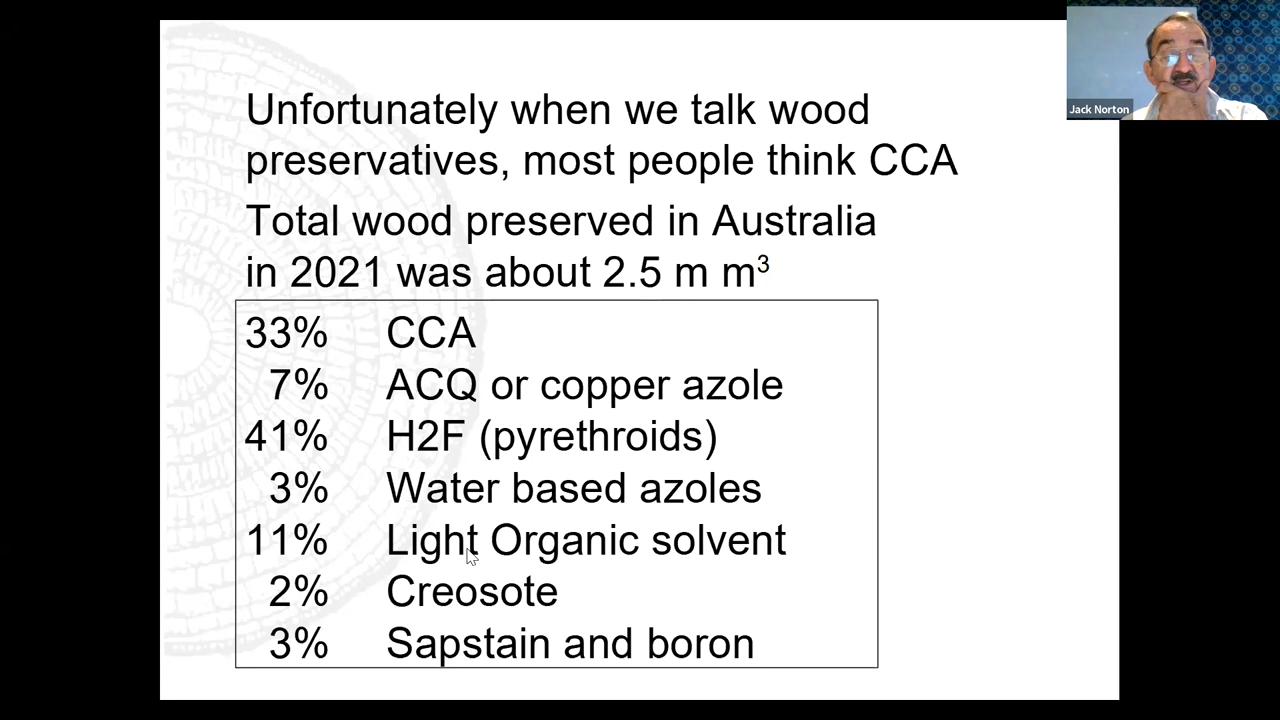 Unfortunately when we talk wood
preservatives, most people think CCA
Total wood preserved in Australia
in 2021 was about 2.5 m m³
33% CCA
7% ACQ or copper azole
41% H2F (pyrethroids)
3% Water based azoles
11% Light Organic solvent
2% Creosote
3% Sapstain and boron
Jack Norton